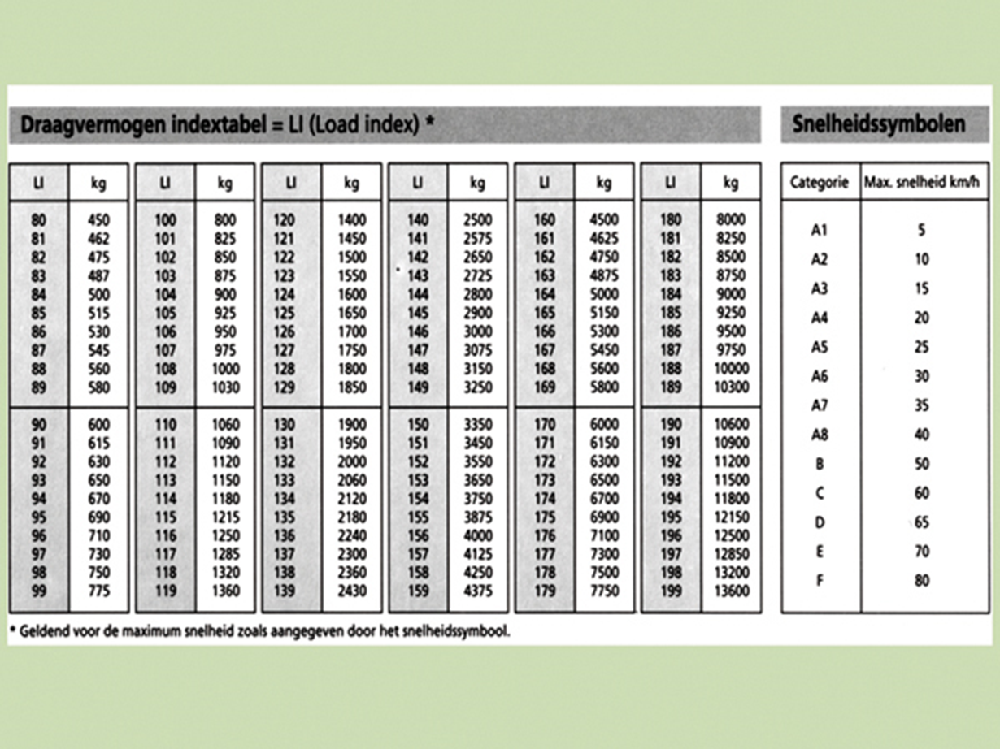 Draagvermogen indextabel = LI (Load index) * Snelheidssymbolen
LI kg LI kg LI kg LI kg LI kg LI kg Categorie Max. snelheid km/h
80 450 100 800 120 1400 140 2500 160 4500 180 8000
81 462 101 825 121 1450 141 2575 161 4625 181 8250
82 475 102 850 122 1500 142 2650 162 4750 182 8500
83 487 103 875 123 1550 143 2725 163 4875 183 8750
84 500 104 900 124 1600 144 2800 164 5000 184 9000
85 515 105 925 125 1650 145 2900 165 5150 185 9250
86 530 106 950 126 1700 146 3000 166 5300 186 9500
87 545 107 975 127 1750 147 3075 167 5450 187 9750
88 560 108 1000 128 1800 148 3150 168 5600 188 10000
89 580 109 1030 129 1850 149 3250 169 5800 189 10300
90 600 110 1060 130 1900 150 3350 170 6000 190 10600
91 615 111 1090 131 1950 151 3450 171 6150 191 10900
92 630 112 1120 132 2000 152 3550 172 6300 192 11200
93 650 113 1150 133 2060 153 3650 173 6500 193 11500
94 670 114 1180 134 2120 154 3750 174 6700 194 11800
95 690 115 1215 135 2180 155 3875 175 6900 195 12150
96 710 116 1250 136 2240 156 4000 176 7100 196 12500
97 730 117 1285 137 2300 157 4125 177 7300 197 12850
98 750 118 1320 138 2360 158 4250 178 7500 198 13200
99 775 119 1360 139 2430 159 4375 179 7750 199 13600
A1 5
A2 10
A3 15
A4 20
A5 25
A6 30
A7 35
A8 40
B 50
C 60
D 65
E 70
F 80
* Geldend voor de maximum snelheid zoals aangegeven door het snelheidssymbool.